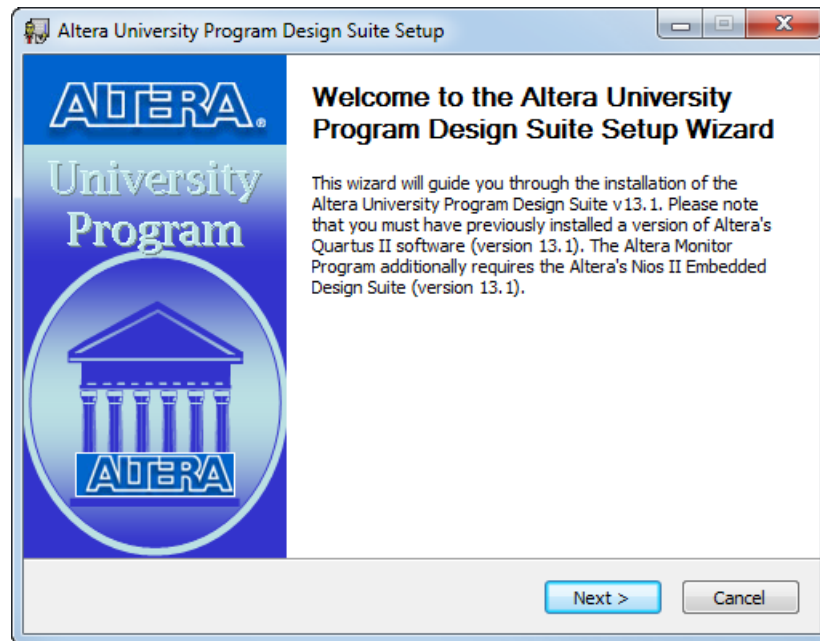 Altera University Program Design Suite Setup
ALTERA.
University
Program
ALTERA
Welcome to the Altera University
Program Design Suite Setup Wizard
This wizard will guide you through the installation of the
Altera University Program Design Suite v13.1. Please note
that you must have previously installed a version of Altera's
Quartus II software (version 13.1). The Altera Monitor
Program additionally requires the Altera's Nios II Embedded
Design Suite (version 13.1).
Next >
Cancel